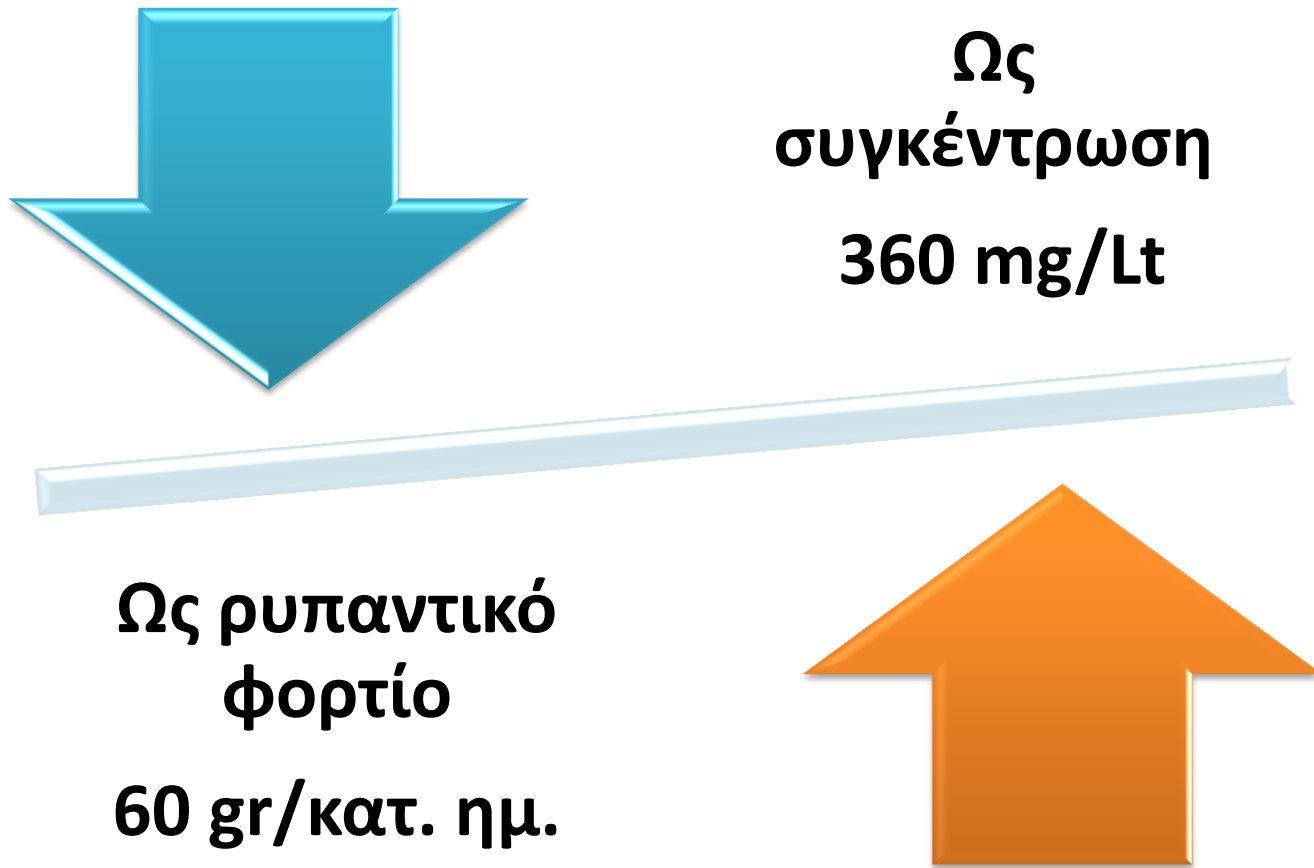 Ως
συγκέντρωση
360 mg/Lt
Ως ρυπαντικό
φορτίο
60 gr/κατ. ημ.